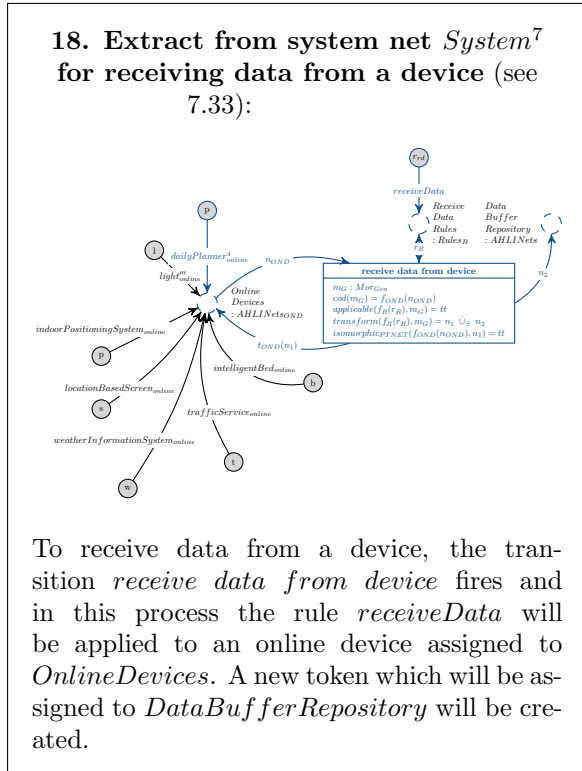 18. Extract from system net System⁷
for receiving data from a device (see
7.33):
r_rd
receiveData
p
Receive Data
Data Buffer
Rules Repository
: Rules_R : AHLINets
l
dailyPlanner⁴_online
n_OND
r_R
light'''_online
receive data from device
n_2
Online
Devices
: AHLINets_OND
m_G : Mor_Gen
cod(m_G) = f_OND(n_OND)
applicable(f_R(r_R), m_G) = tt
transform(f_R(r_R), m_G) = n_1 ∪̇_S n_2
isomorphic_PTNET(f_OND(n_OND), n_1) = tt
indoorPositioningSystem_online
t_OND(n_1)
p
intelligentBed_online
locationBasedScreen_online
b
s
trafficService_online
weatherInformationSystem_online
t
w
To receive data from a device, the tran-
sition receive data from device fires and
in this process the rule receiveData will
be applied to an online device assigned to
OnlineDevices. A new token which will be as-
signed to DataBufferRepository will be cre-
ated.